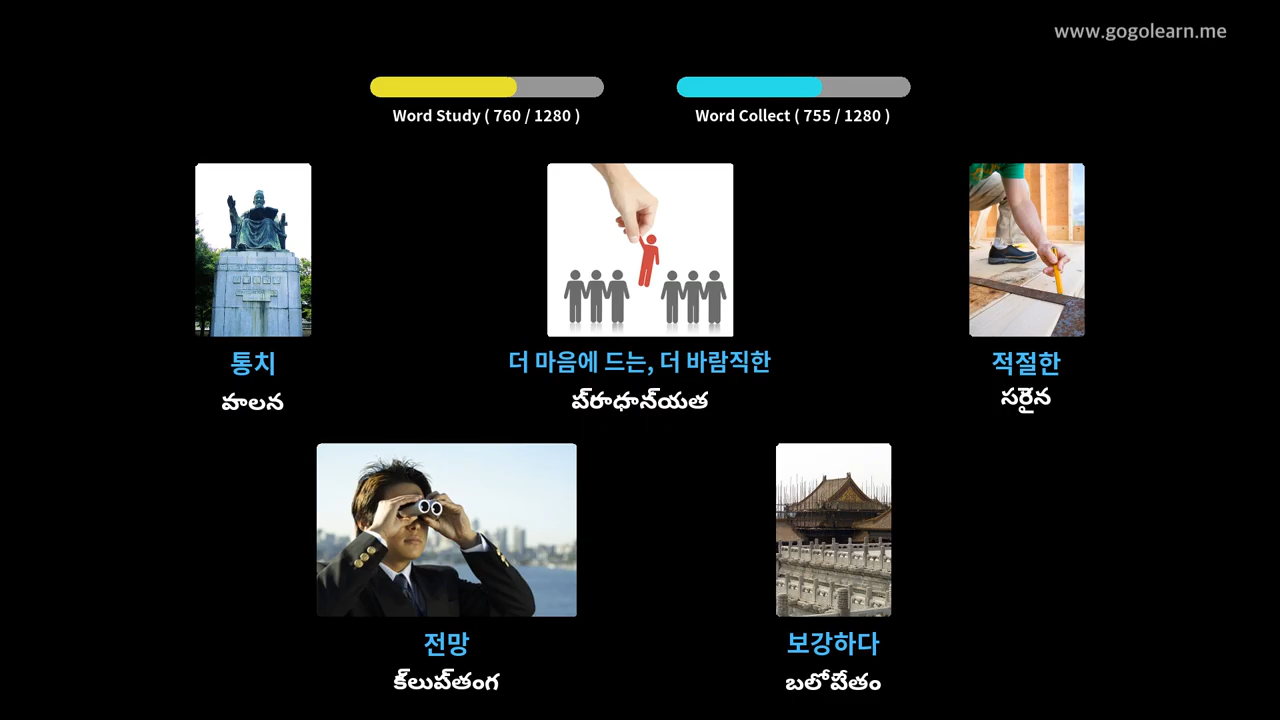 www.gogolearn.me
Word Study ( 760 / 1280 )
Word Collect ( 755 / 1280 )
통치
పాలన
더 마음에 드는, 더 바람직한
ప్రాధాన్యత
적절한
సరైన
전망
క్లుప్తంగ
보강하다
బలోపేతం